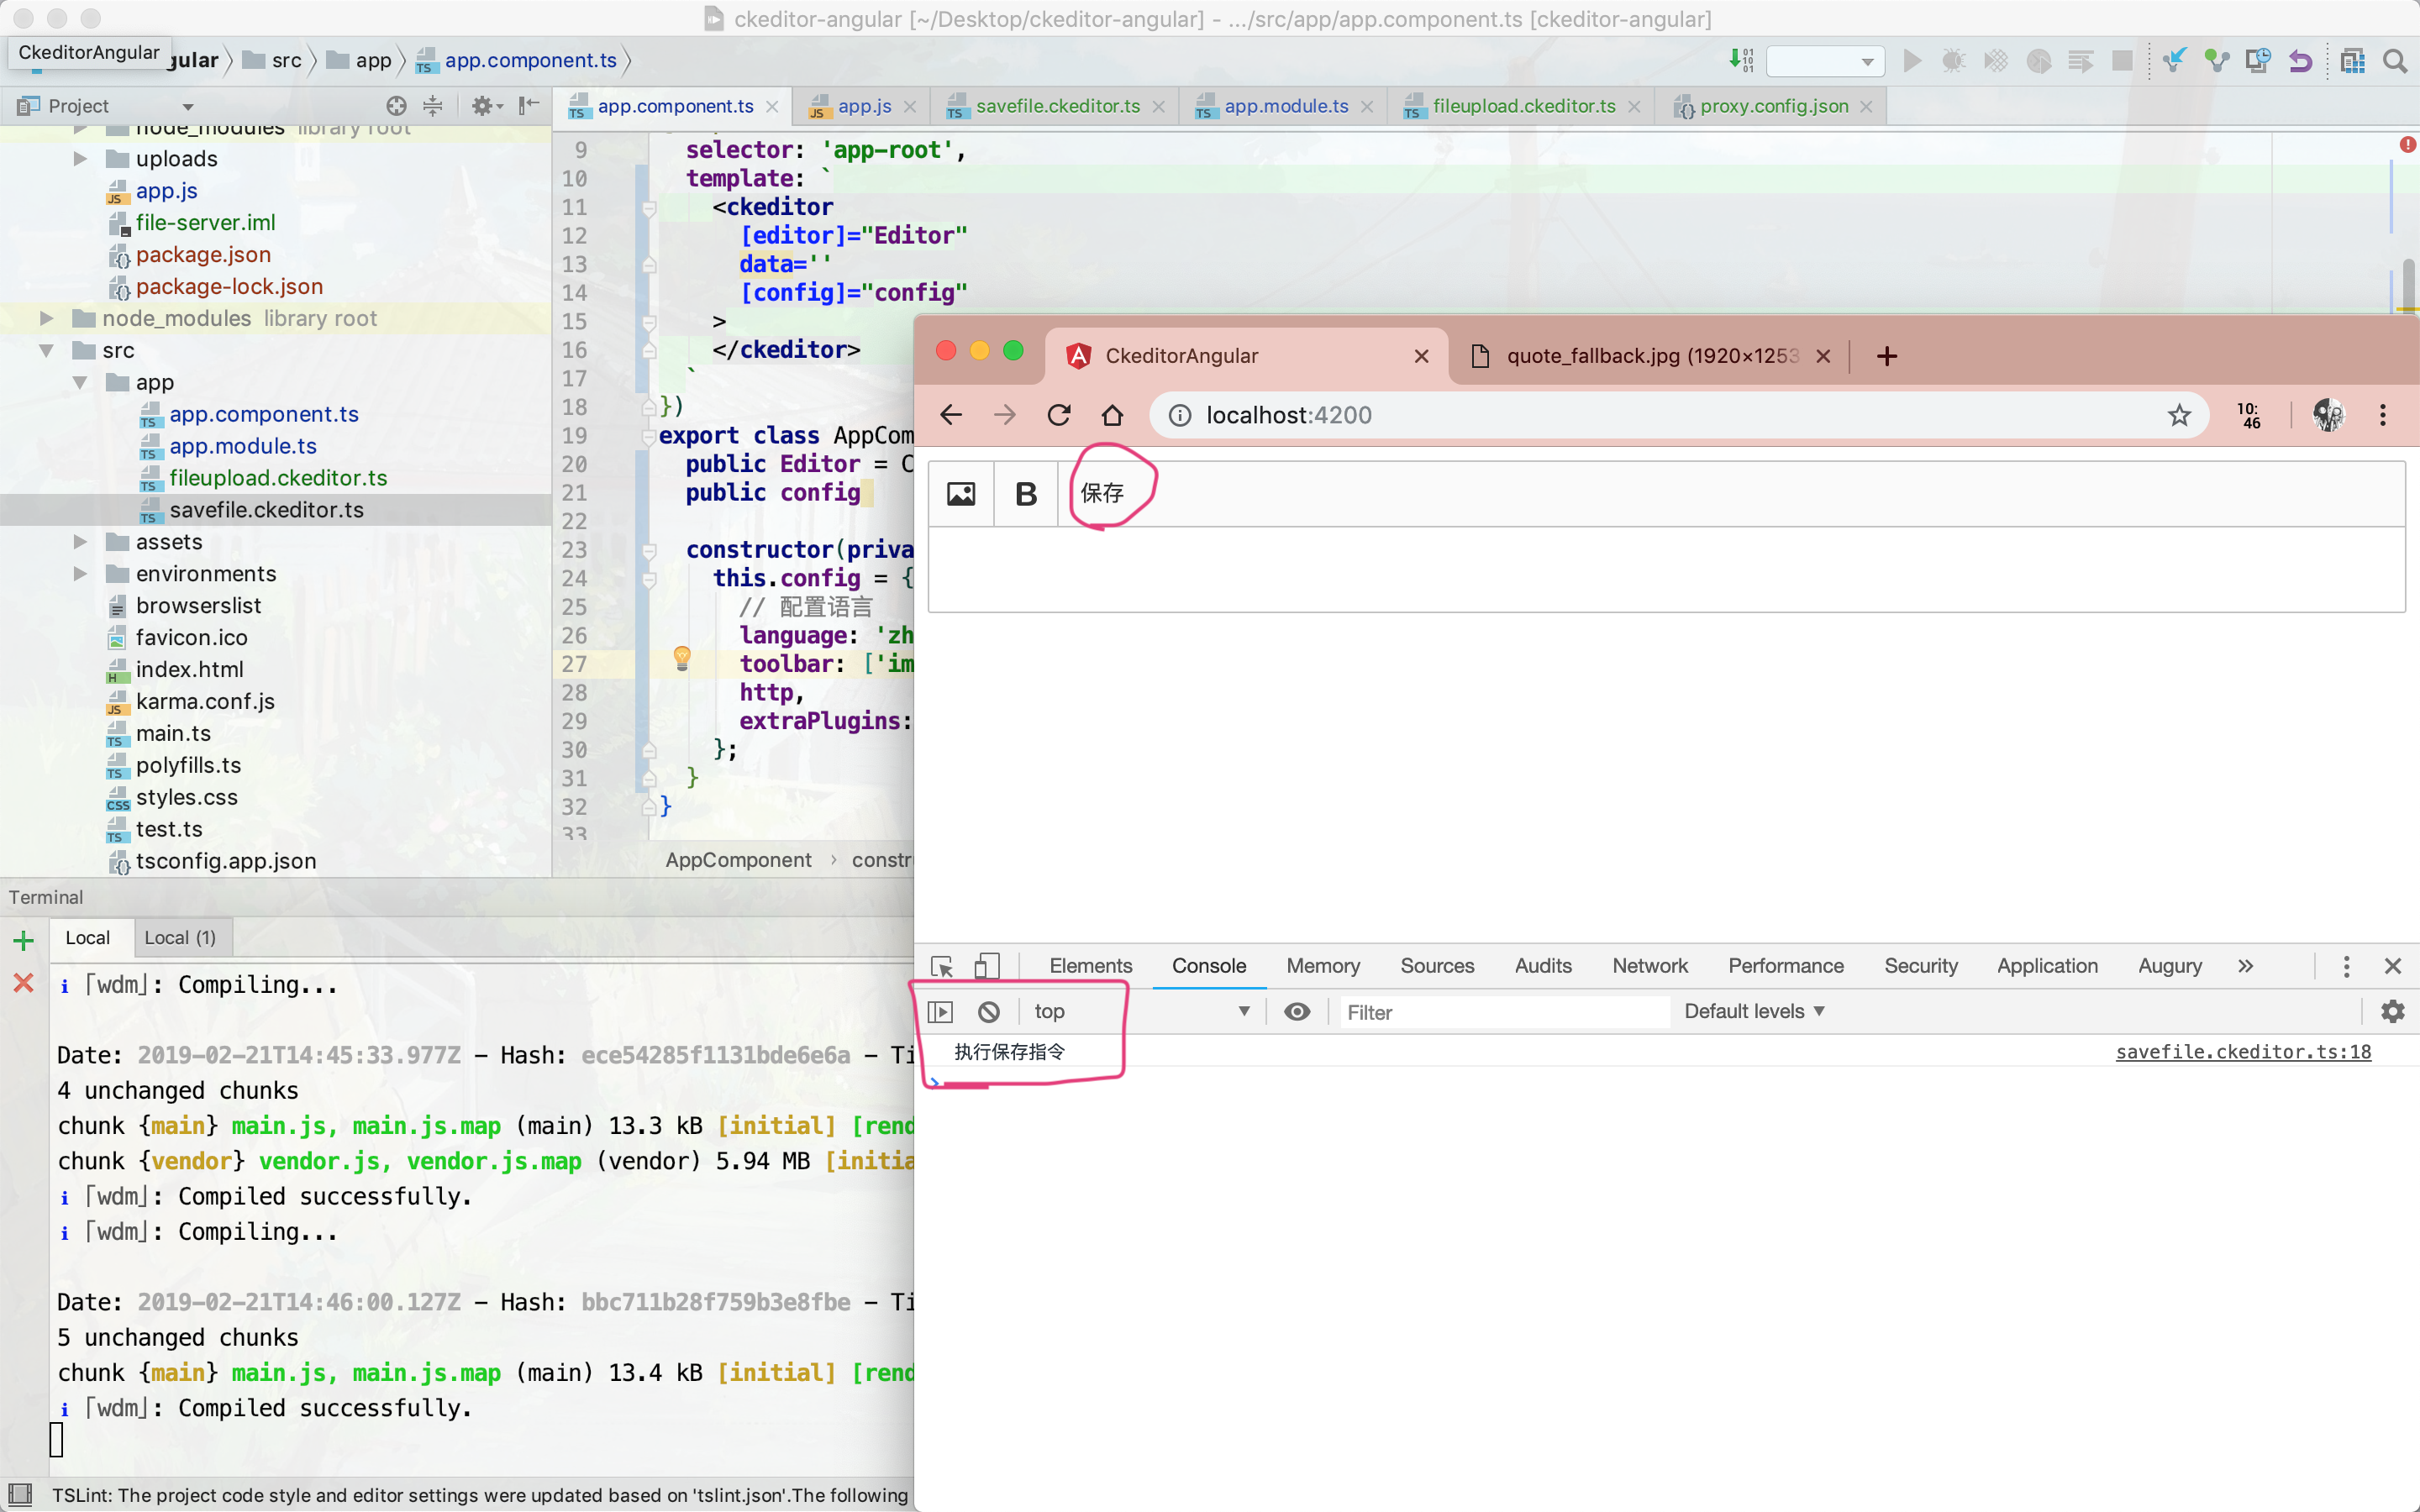 ckeditor-angular [~/Desktop/ckeditor-angular] - .../src/app/app.component.ts [ckeditor-angular]
CkeditorAngular
ngular
src
app
app.component.ts
Project
app.component.ts
app.js
savefile.ckeditor.ts
app.module.ts
fileupload.ckeditor.ts
proxy.config.json
node_modules library root
uploads
app.js
file-server.iml
package.json
package-lock.json
node_modules library root
src
app
app.component.ts
app.module.ts
fileupload.ckeditor.ts
savefile.ckeditor.ts
assets
environments
browserslist
favicon.ico
index.html
karma.conf.js
main.ts
polyfills.ts
styles.css
test.ts
tsconfig.app.json
9 selector: 'app-root',
10 template: `
11 <ckeditor
12 [editor]="Editor"
13 data=''
14 [config]="config"
15 >
16 </ckeditor>
17 `
18 })
19 export class AppCom
20 public Editor = C
21 public config
22
23 constructor(priva
24 this.config = {
25 // 配置语言
26 language: 'zh
27 toolbar: ['im
28 http,
29 extraPlugins:
30 };
31 }
32 }
33
AppComponent › constr
CkeditorAngular
quote_fallback.jpg (1920×1253
localhost:4200
10:
46
B
保存
Elements
Console
Memory
Sources
Audits
Network
Performance
Security
Application
Augury
»
top
Filter
Default levels
执行保存指令
savefile.ckeditor.ts:18
Terminal
Local
Local (1)
ℹ 「wdm」: Compiling...
Date: 2019-02-21T14:45:33.977Z - Hash: ece54285f1131bde6e6a - Ti
4 unchanged chunks
chunk {main} main.js, main.js.map (main) 13.3 kB [initial] [rend
chunk {vendor} vendor.js, vendor.js.map (vendor) 5.94 MB [initia
ℹ 「wdm」: Compiled successfully.
ℹ 「wdm」: Compiling...
Date: 2019-02-21T14:46:00.127Z - Hash: bbc711b28f759b3e8fbe - Ti
5 unchanged chunks
chunk {main} main.js, main.js.map (main) 13.4 kB [initial] [rend
ℹ 「wdm」: Compiled successfully.
TSLint: The project code style and editor settings were updated based on 'tslint.json'.The following